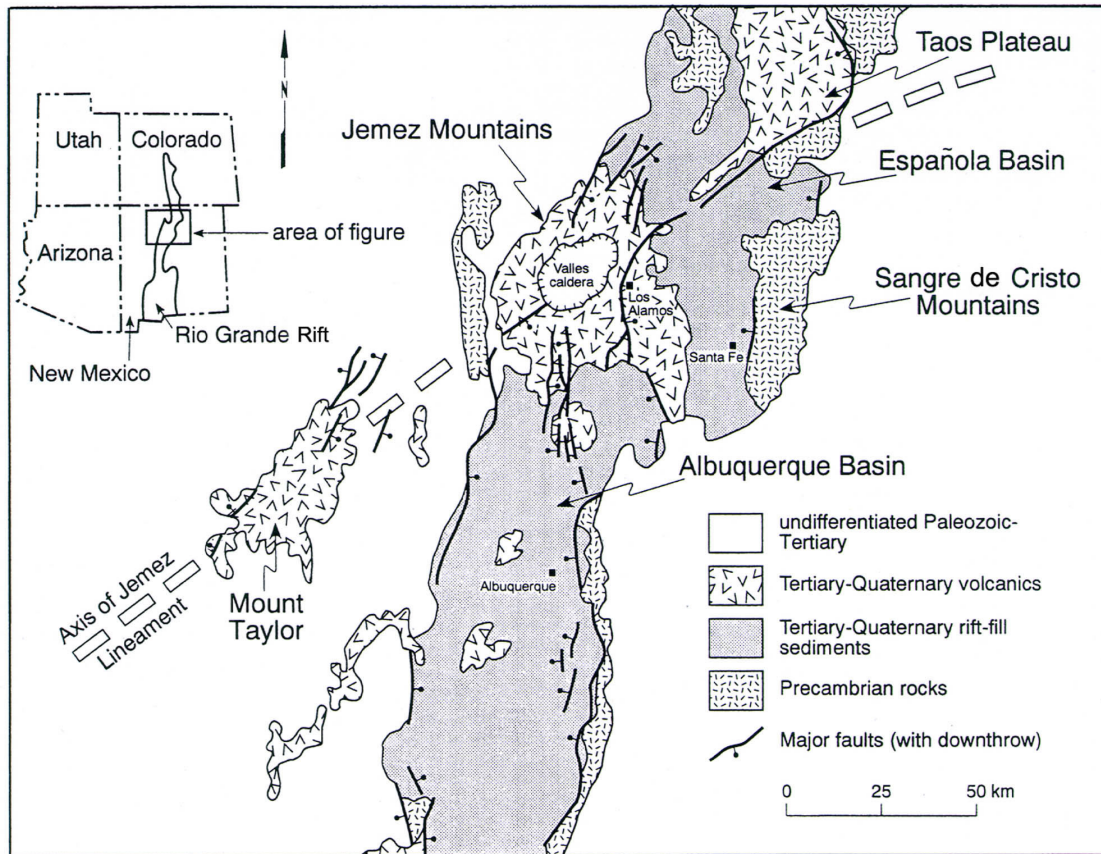 N
Utah
Colorado
Arizona
area of figure
Rio Grande Rift
New Mexico
Taos Plateau
Jemez Mountains
Española Basin
Valles
caldera
Los
Alamos
Sangre de Cristo
Mountains
Santa Fe
Albuquerque Basin
Albuquerque
Mount
Taylor
Axis of Jemez
Lineament
undifferentiated Paleozoic-
Tertiary
Tertiary-Quaternary volcanics
Tertiary-Quaternary rift-fill
sediments
Precambrian rocks
Major faults (with downthrow)
0 25 50 km